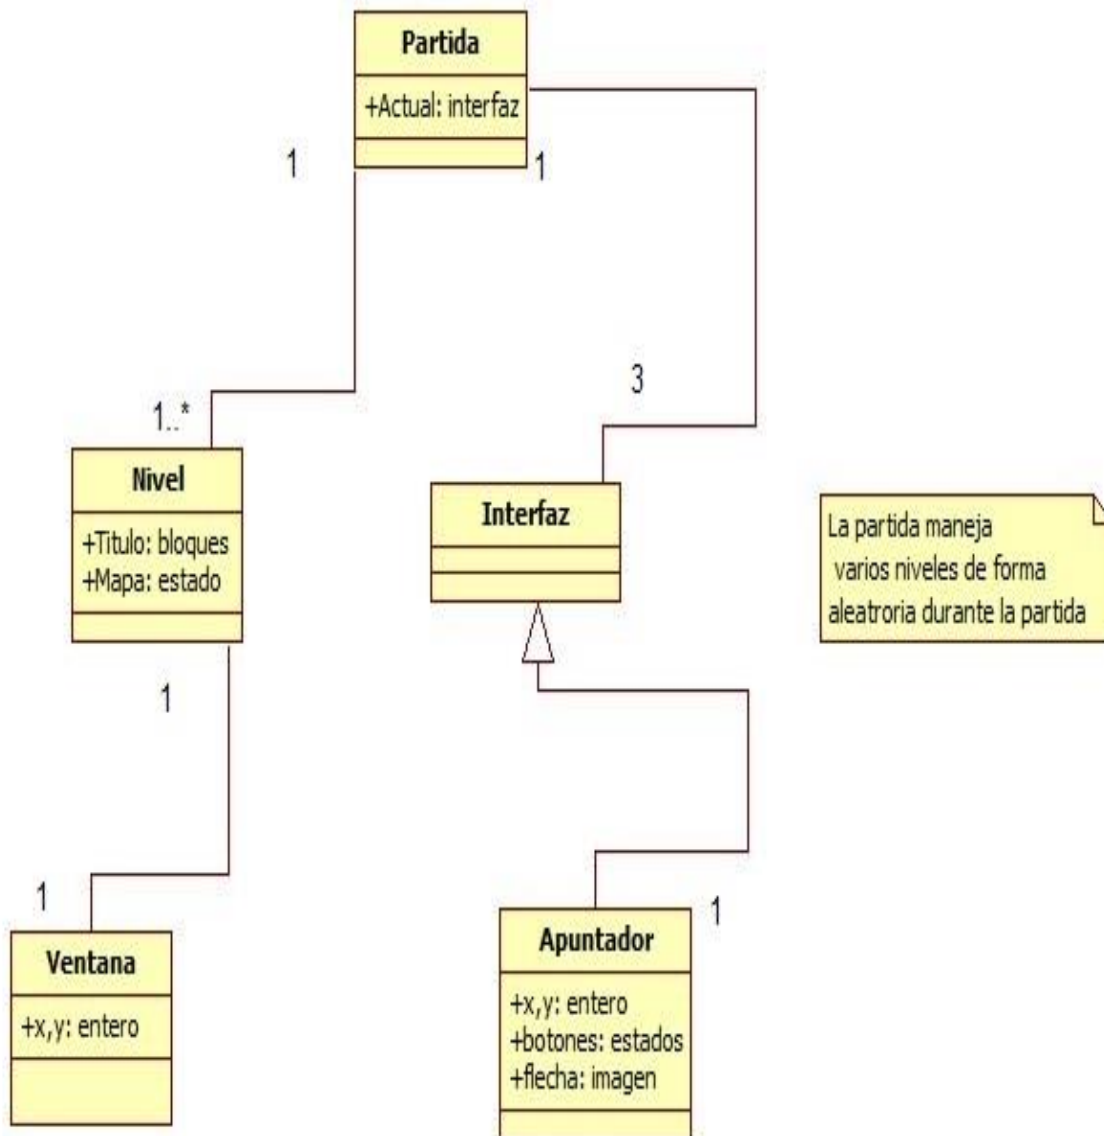 Partida
+Actual: interfaz
1
1
3
1..*
Nivel
+Titulo: bloques
+Mapa: estado
Interfaz
La partida maneja
varios niveles de forma
aleatroria durante la partida
1
1
Ventana
+x,y: entero
1
Apuntador
+x,y: entero
+botones: estados
+flecha: imagen